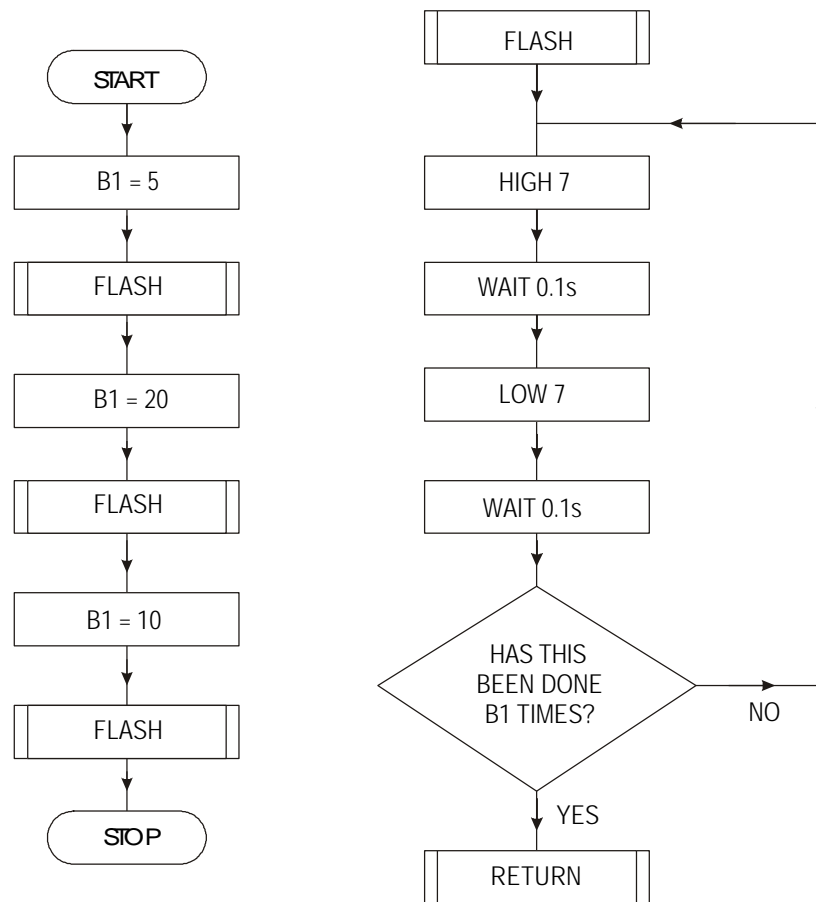 START
B1 = 5
FLASH
B1 = 20
FLASH
B1 = 10
FLASH
STOP
FLASH
HIGH 7
WAIT 0.1s
LOW 7
WAIT 0.1s
HAS THIS
BEEN DONE
B1 TIMES?
NO
YES
RETURN